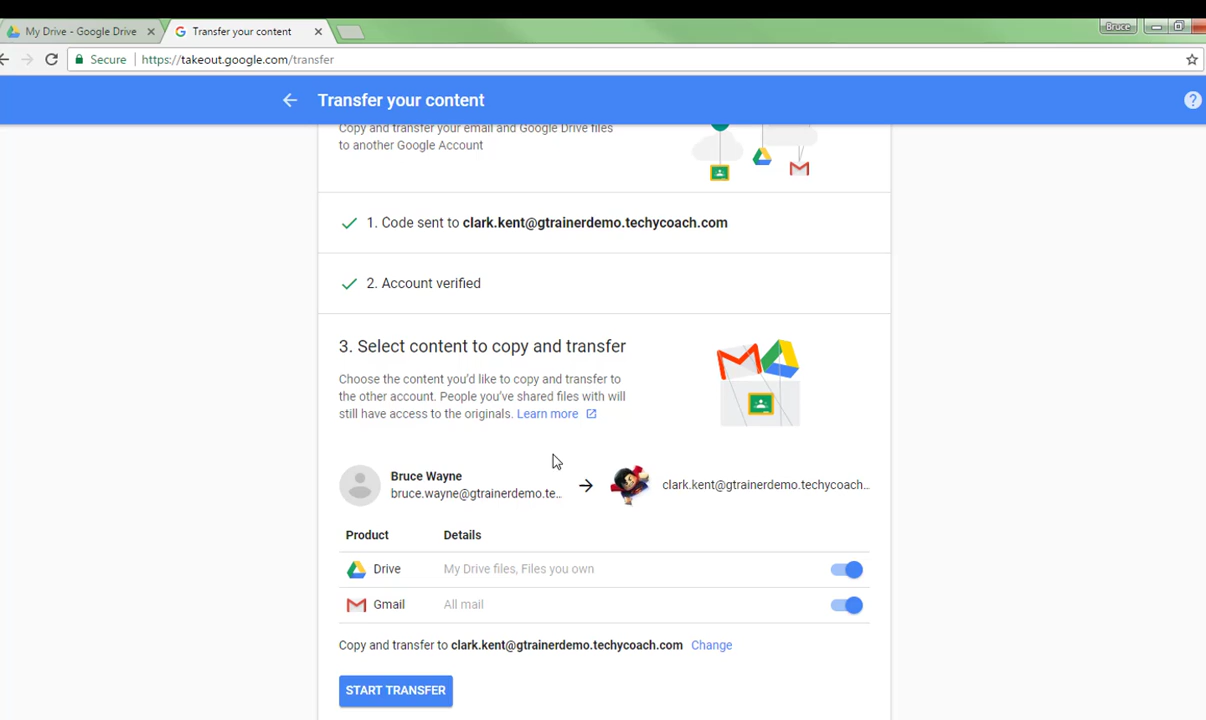 My Drive - Google Drive
Transfer your content
Bruce
Secure
https://takeout.google.com/transfer
Transfer your content
Copy and transfer your email and Google Drive files
to another Google Account
1. Code sent to clark.kent@gtrainerdemo.techycoach.com
2. Account verified
3. Select content to copy and transfer
Choose the content you'd like to copy and transfer to
the other account. People you've shared files with will
still have access to the originals. Learn more
Bruce Wayne
bruce.wayne@gtrainerdemo.te..
clark.kent@gtrainerdemo.techycoach..
Product Details
Drive My Drive files, Files you own
Gmail All mail
Copy and transfer to clark.kent@gtrainerdemo.techycoach.com Change
START TRANSFER